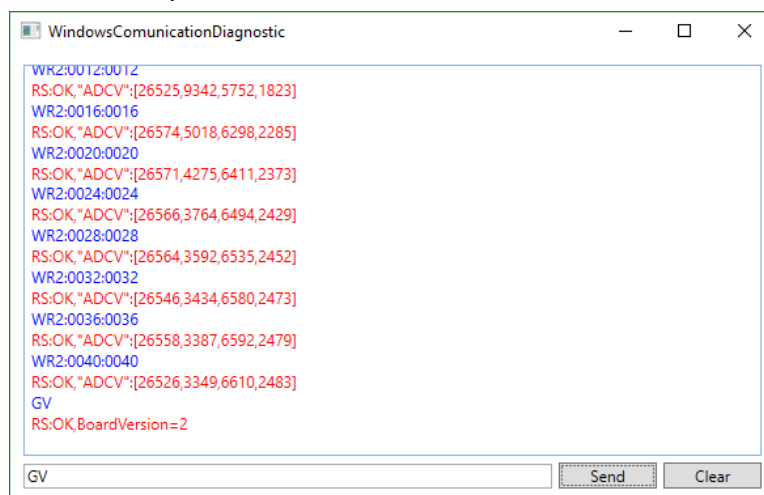 WindowsComunicationDiagnostic
WR2:0012:0012
RS:OK,"ADCV":[26525,9342,5752,1823]
WR2:0016:0016
RS:OK,"ADCV":[26574,5018,6298,2285]
WR2:0020:0020
RS:OK,"ADCV":[26571,4275,6411,2373]
WR2:0024:0024
RS:OK,"ADCV":[26566,3764,6494,2429]
WR2:0028:0028
RS:OK,"ADCV":[26564,3592,6535,2452]
WR2:0032:0032
RS:OK,"ADCV":[26546,3434,6580,2473]
WR2:0036:0036
RS:OK,"ADCV":[26558,3387,6592,2479]
WR2:0040:0040
RS:OK,"ADCV":[26526,3349,6610,2483]
GV
RS:OK,BoardVersion=2
GV Send Clear